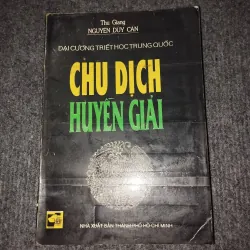 Thu Giang
NGUYỄN DUY CẦN
ĐẠI CƯƠNG TRIẾT HỌC TRUNG QUỐC
CHU DỊCH
HUYỀN GIẢI
NHÀ XUẤT BẢN THÀNH PHỐ HỒ CHÍ MINH